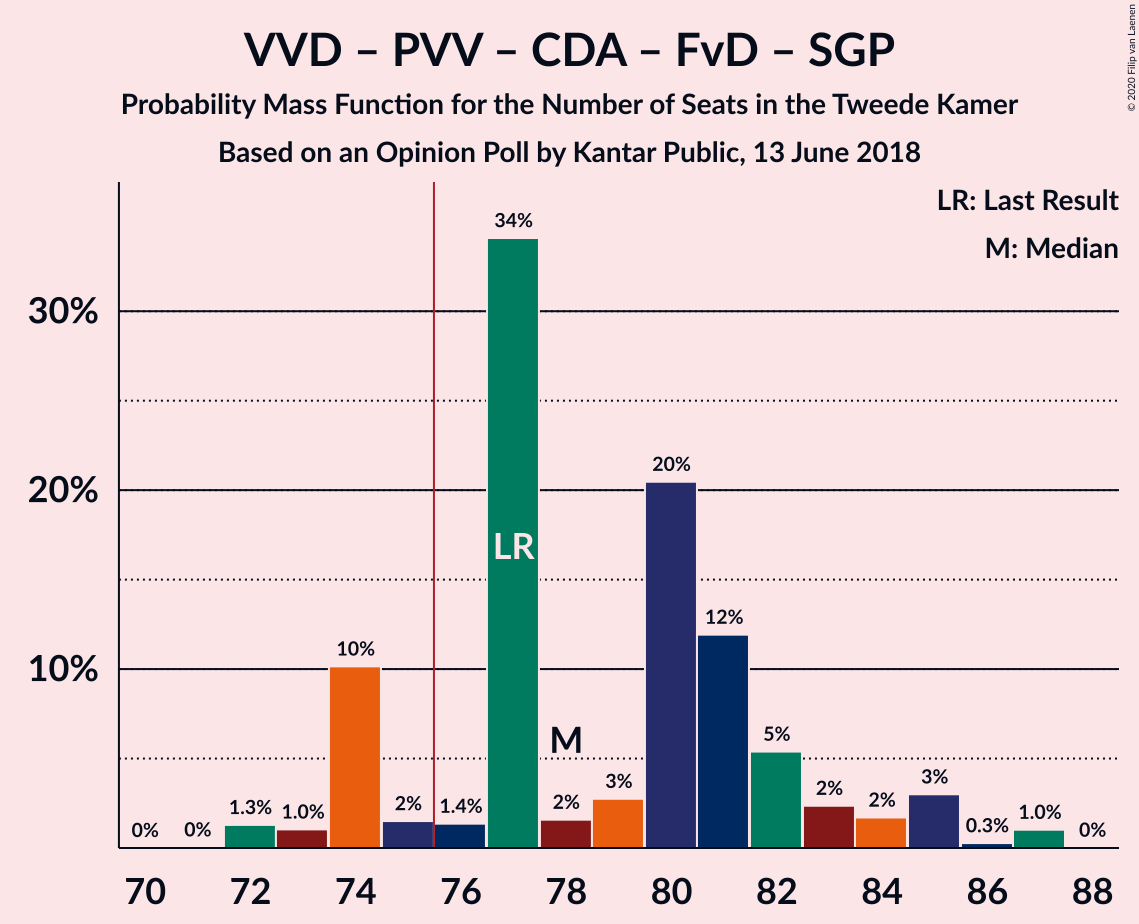 VVD – PVV – CDA – FvD – SGP
Probability Mass Function for the Number of Seats in the Tweede Kamer
Based on an Opinion Poll by Kantar Public, 13 June 2018
© 2020 Filip van Laenen
LR: Last Result
M: Median
30%
20%
10%
0%
0%
1.3%
1.0%
10%
2%
1.4%
34%
LR
2%
M
3%
20%
12%
5%
2%
2%
3%
0.3%
1.0%
0%
70 72 74 76 78 80 82 84 86 88